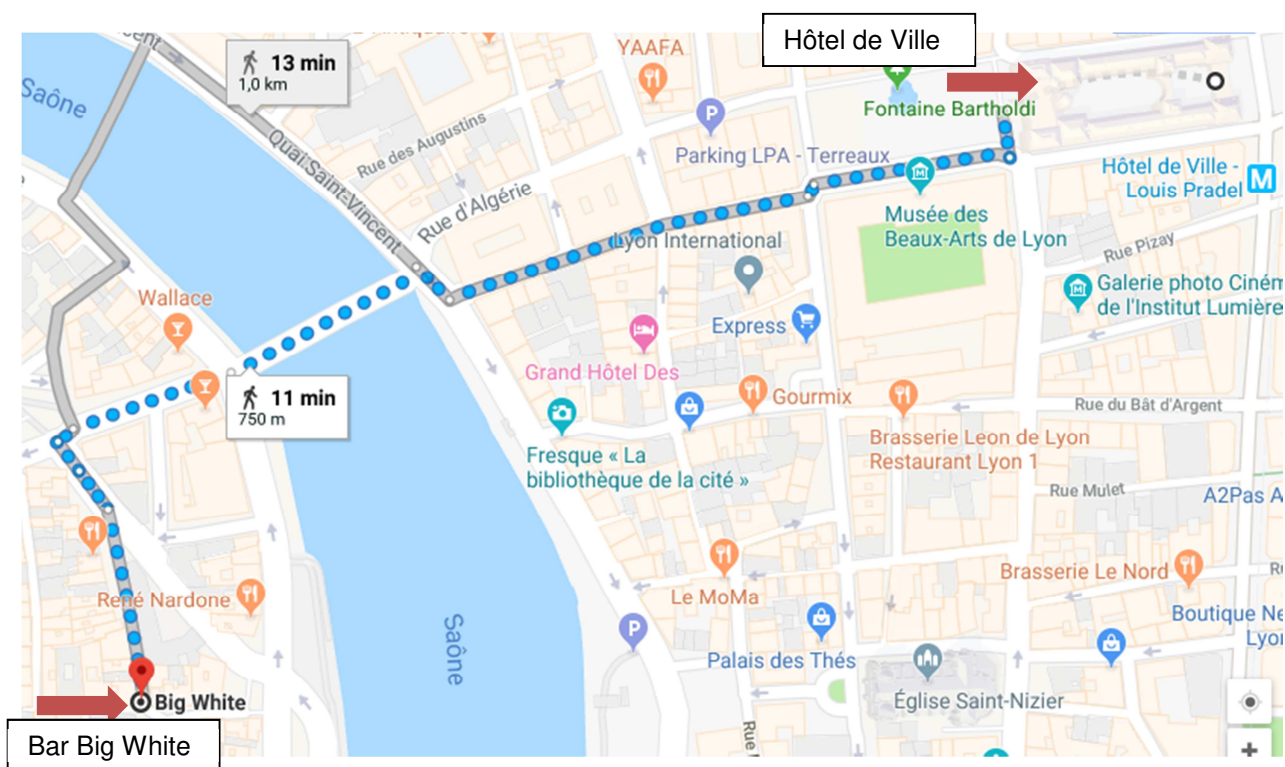 Hôtel de Ville
YAAFA
13 min
1,0 km
Saône
Fontaine Bartholdi
Rue des Augustins
Parking LPA - Terreaux
Quai Saint-Vincent
Rue d'Algérie
Hôtel de Ville -
Louis Pradel
M
Musée des
Beaux-Arts de Lyon
Lyon International
Rue Pizay
Galerie photo Ciném
de l'Institut Lumière
Wallace
Express
Grand Hôtel Des
11 min
750 m
Gourmix
Rue du Bât d'Argent
Brasserie Leon de Lyon
Restaurant Lyon 1
Fresque « La
bibliothèque de la cité »
Rue Mulet
A2Pas A
René Nardone
Le MoMa
Brasserie Le Nord
Boutique Ne
Lyo
Saône
P
P
Palais des Thés
Église Saint-Nizier
Big White
Rue
Bar Big White